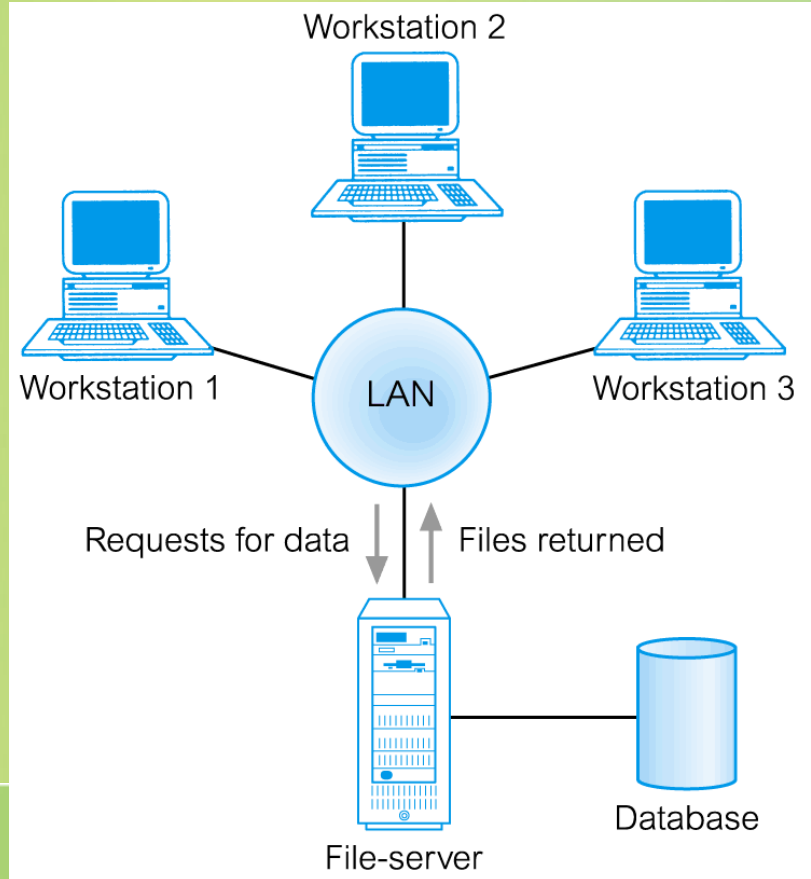 Workstation 2
Workstation 1
LAN
Workstation 3
Requests for data
Files returned
Database
File-server